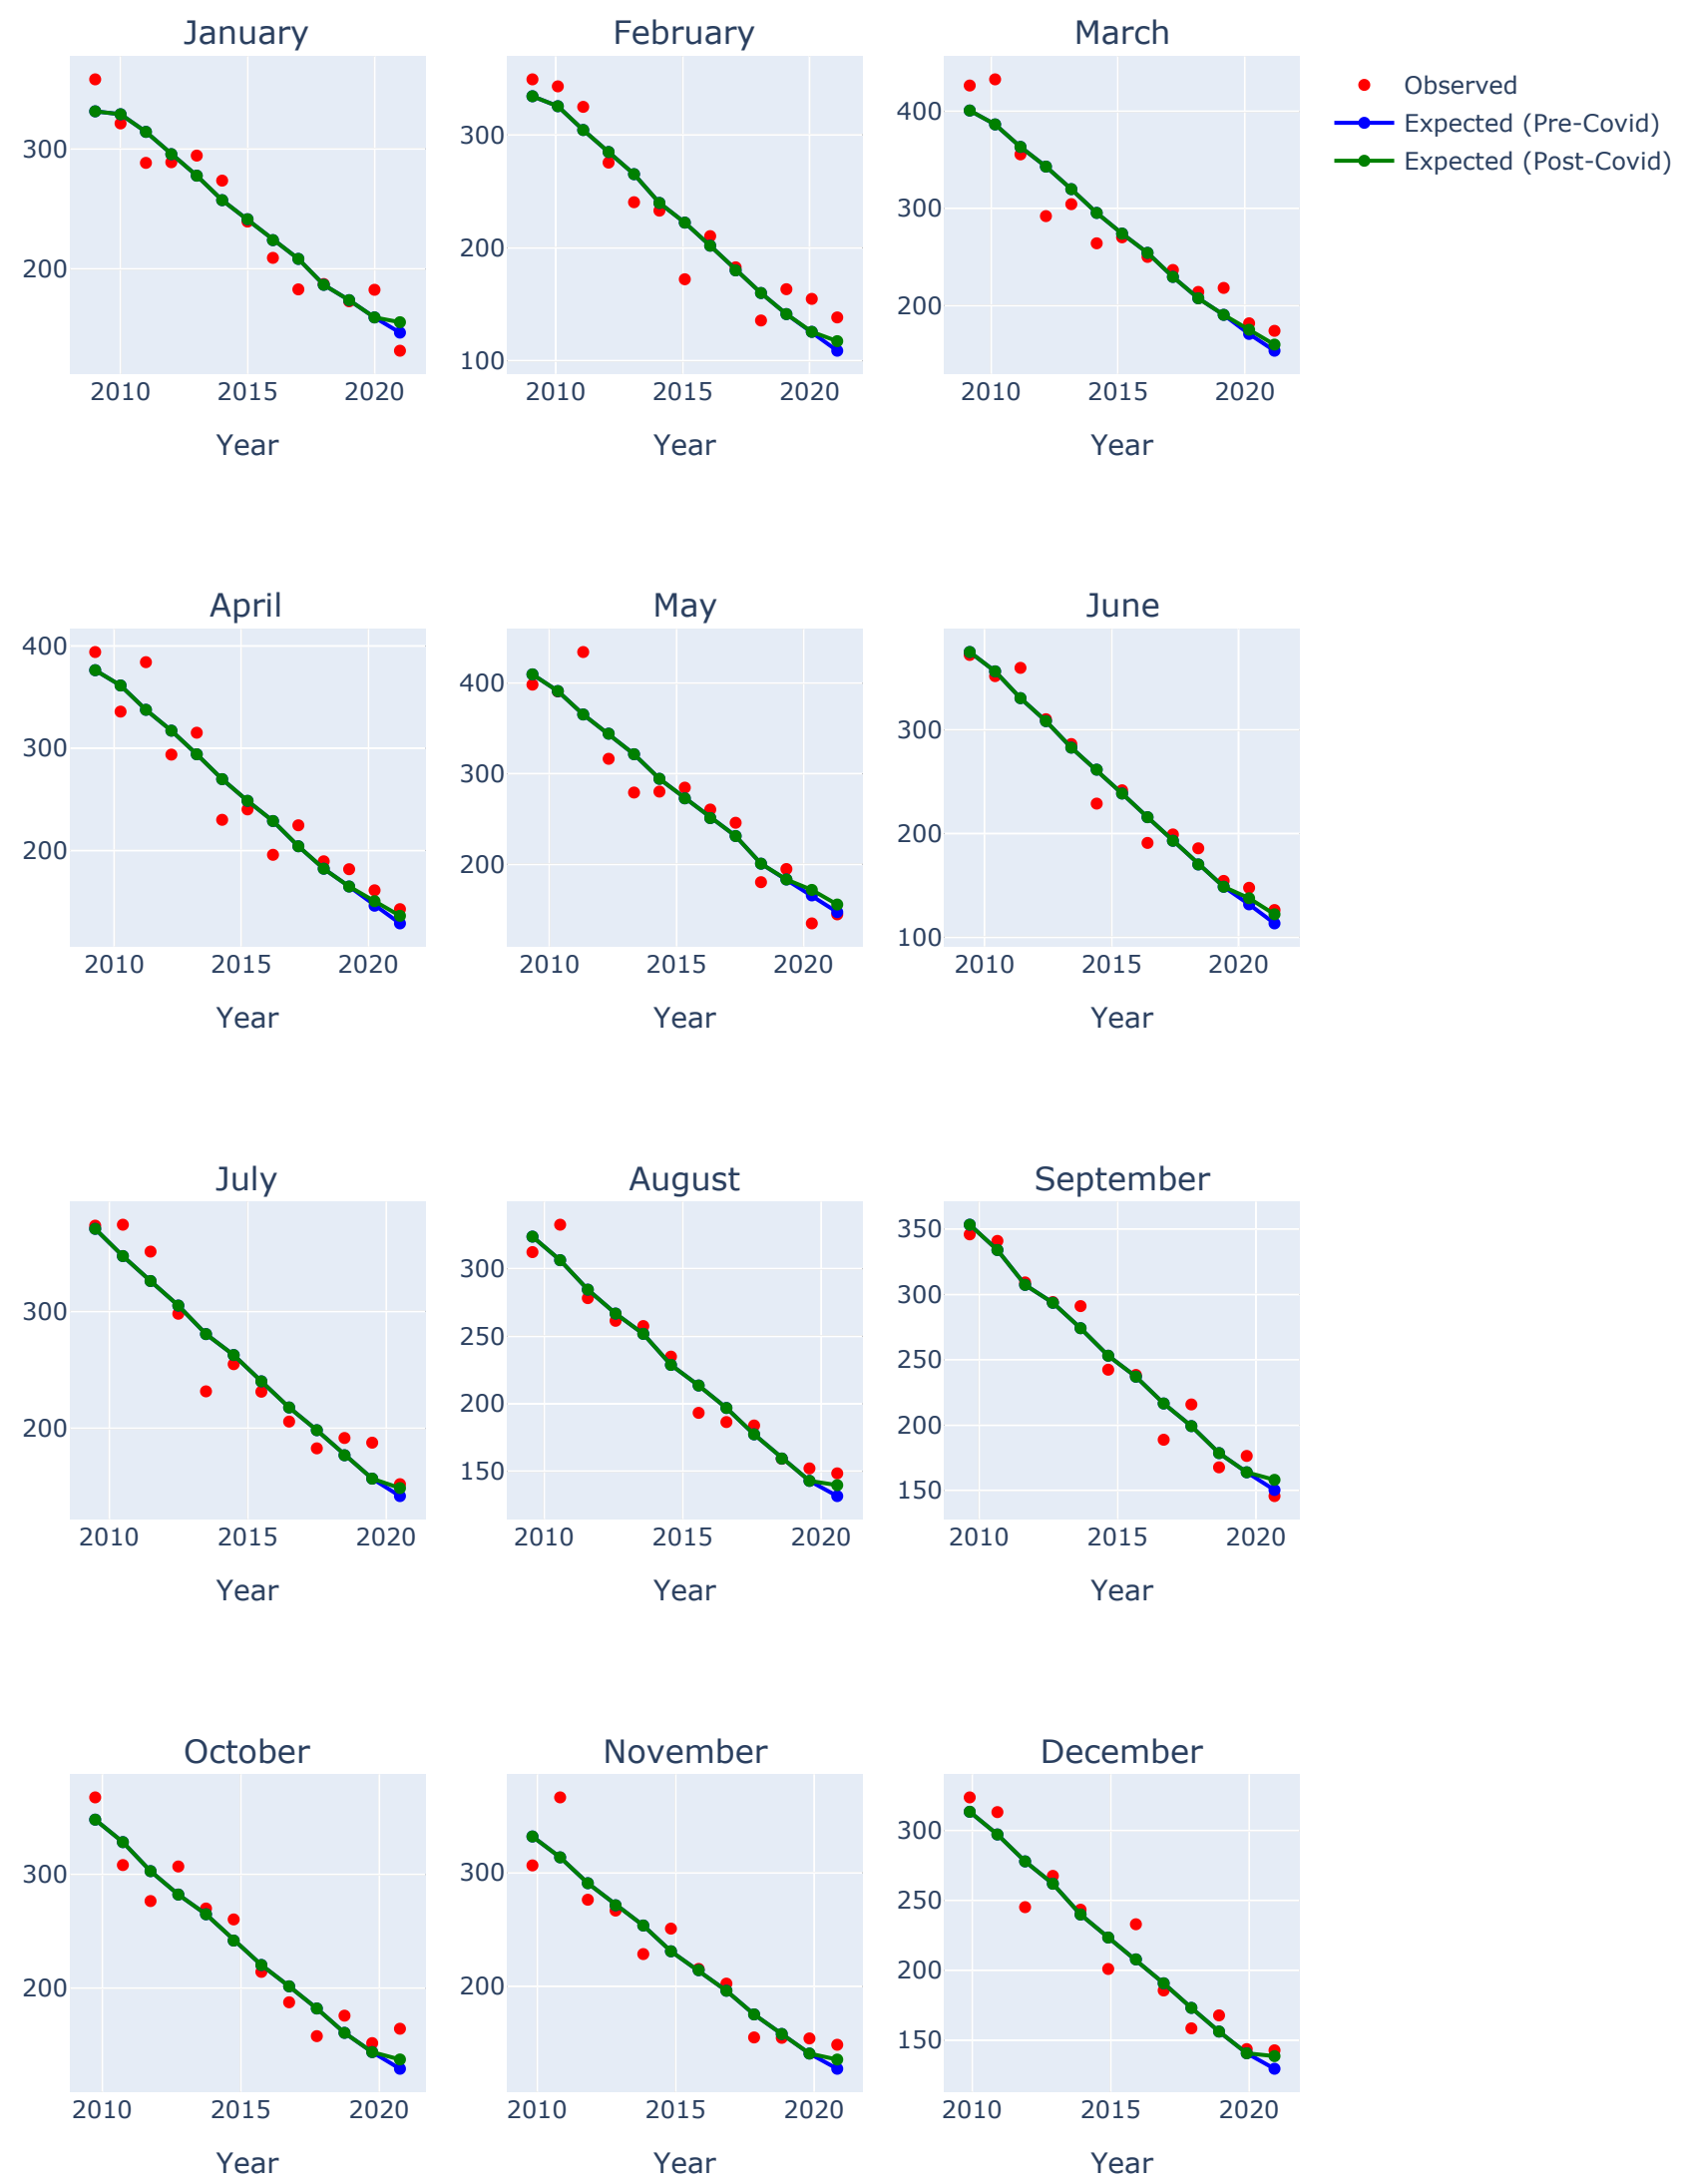 January February March
Observed
Expected (Pre-Covid)
Expected (Post-Covid)
300
200
2010 2015 2020
Year
300
200
100
2010 2015 2020
Year
400
300
200
2010 2015 2020
Year
April May June
400
300
200
2010 2015 2020
Year
400
300
200
2010 2015 2020
Year
300
200
100
2010 2015 2020
Year
July August September
300
200
2010 2015 2020
Year
300
250
200
150
2010 2015 2020
Year
350
300
250
200
150
2010 2015 2020
Year
October November December
300
200
2010 2015 2020
Year
300
200
2010 2015 2020
Year
300
250
200
150
2010 2015 2020
Year